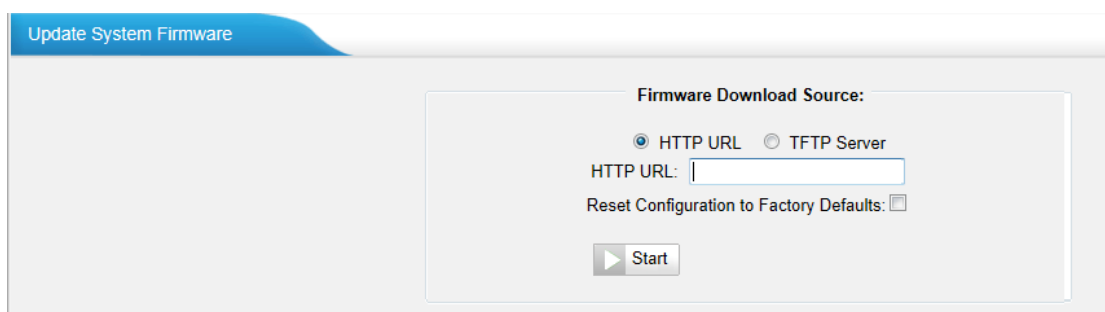 Update System Firmware
Firmware Download Source:
HTTP URL TFTP Server
HTTP URL:
Reset Configuration to Factory Defaults:
Start